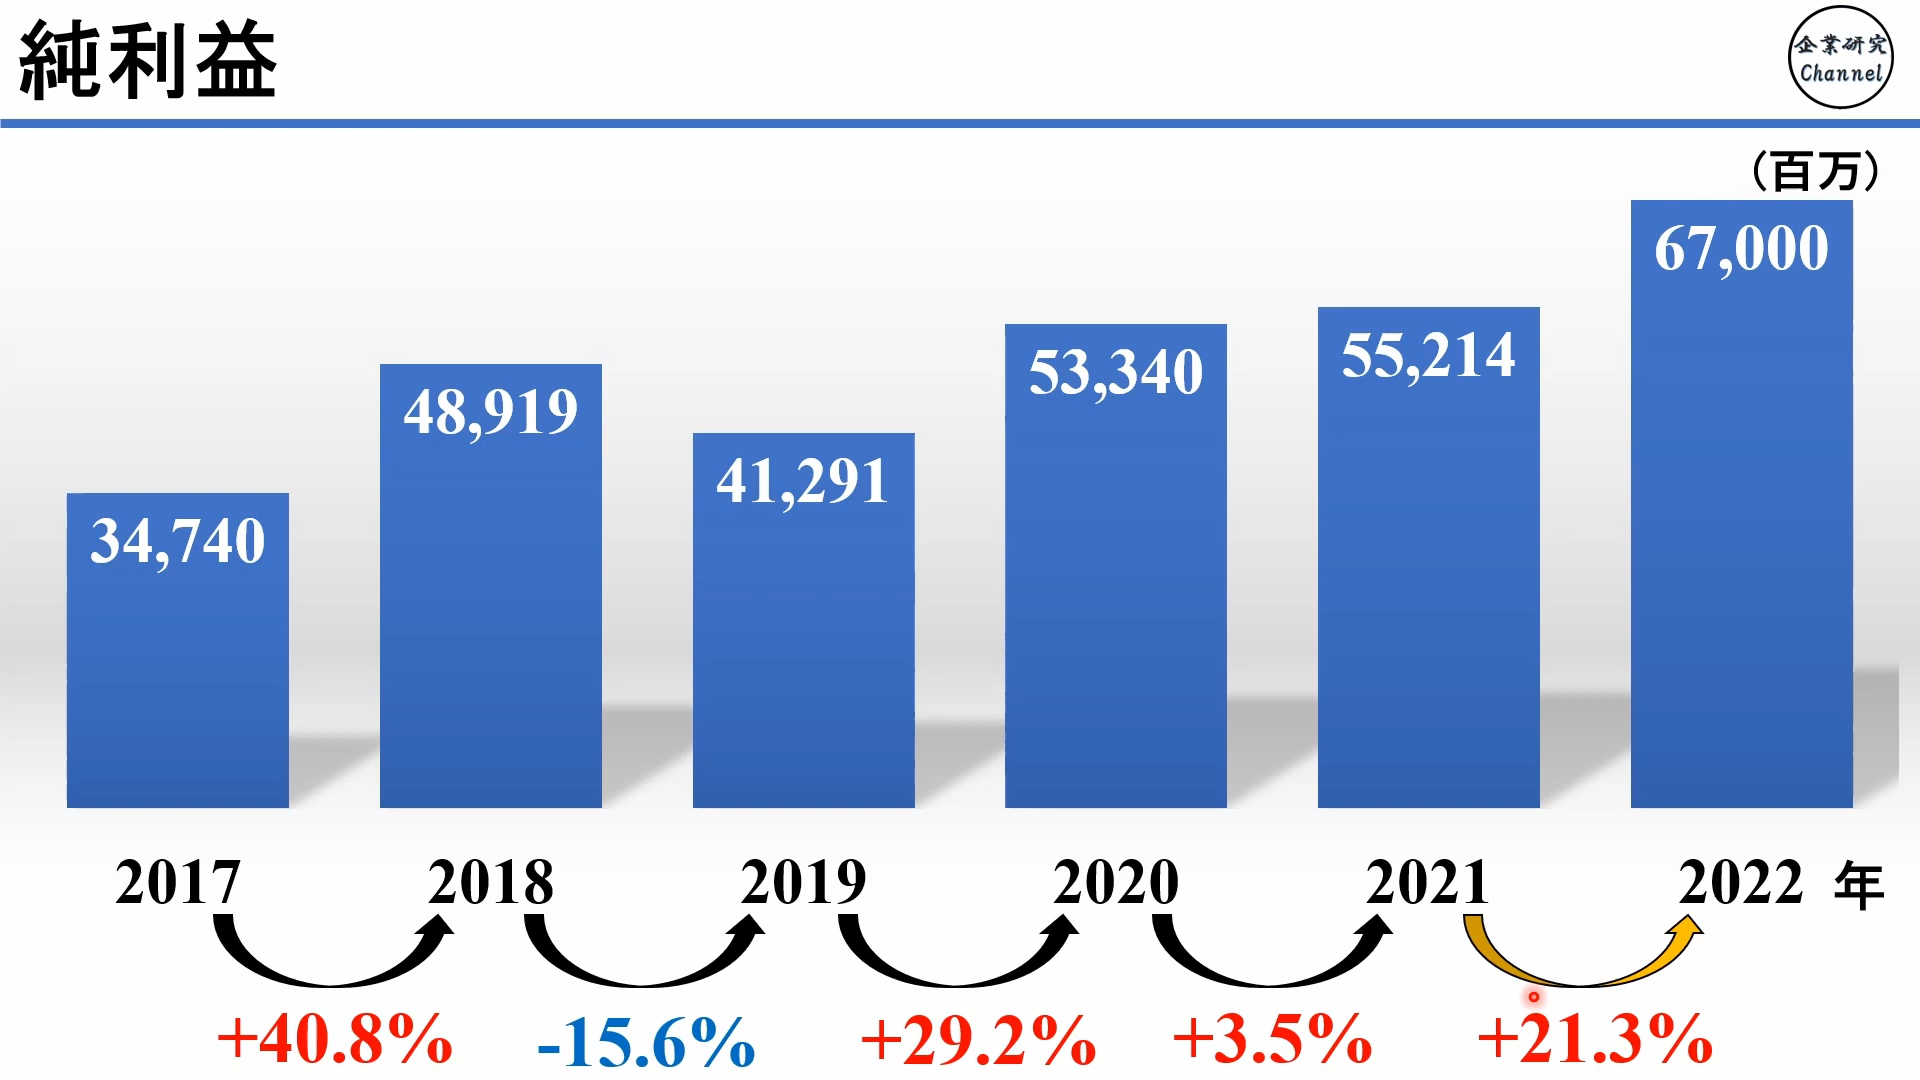 純利益
企業研究
Channel
（百万）
67,000
55,214
53,340
48,919
41,291
34,740
2017 2018 2019 2020 2021 2022 年
+40.8% -15.6% +29.2% +3.5% +21.3%